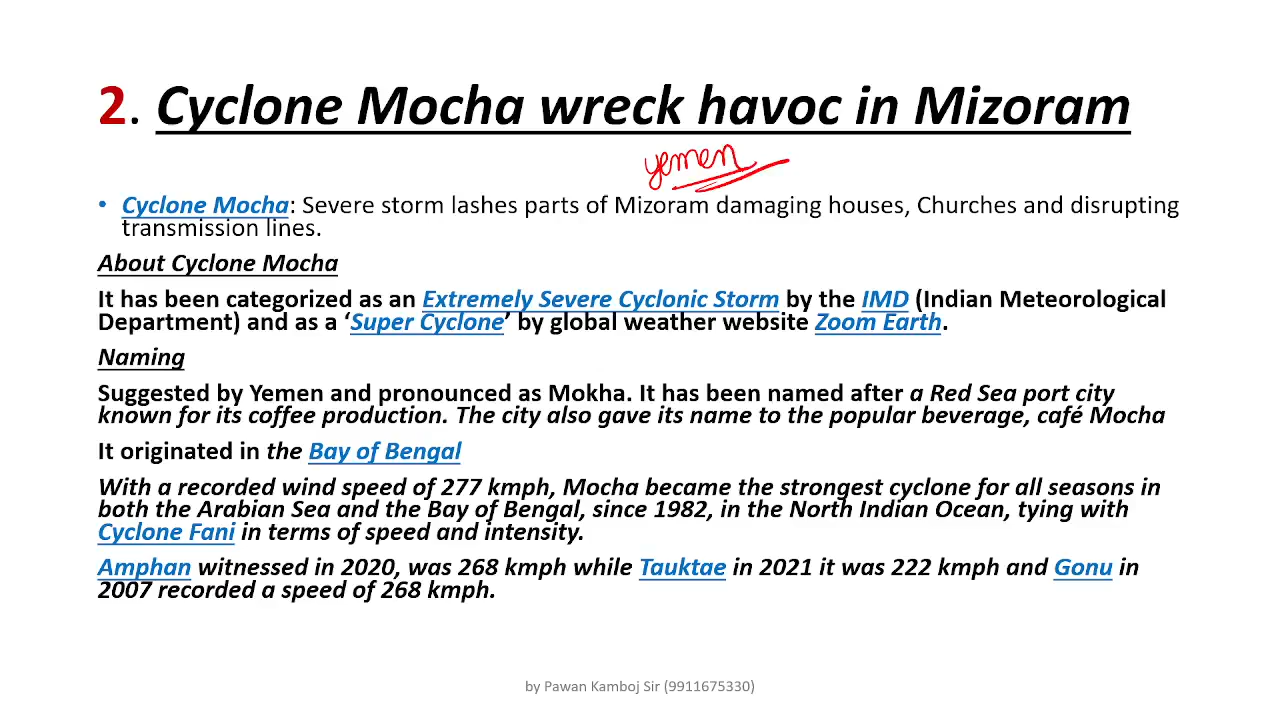 2. Cyclone Mocha wreck havoc in Mizoram
yemen
• Cyclone Mocha: Severe storm lashes parts of Mizoram damaging houses, Churches and disrupting
transmission lines.
About Cyclone Mocha
It has been categorized as an Extremely Severe Cyclonic Storm by the IMD (Indian Meteorological
Department) and as a ‘Super Cyclone’ by global weather website Zoom Earth.
Naming
Suggested by Yemen and pronounced as Mokha. It has been named after a Red Sea port city
known for its coffee production. The city also gave its name to the popular beverage, café Mocha
It originated in the Bay of Bengal
With a recorded wind speed of 277 kmph, Mocha became the strongest cyclone for all seasons in
both the Arabian Sea and the Bay of Bengal, since 1982, in the North Indian Ocean, tying with
Cyclone Fani in terms of speed and intensity.
Amphan witnessed in 2020, was 268 kmph while Tauktae in 2021 it was 222 kmph and Gonu in
2007 recorded a speed of 268 kmph.
by Pawan Kamboj Sir (9911675330)